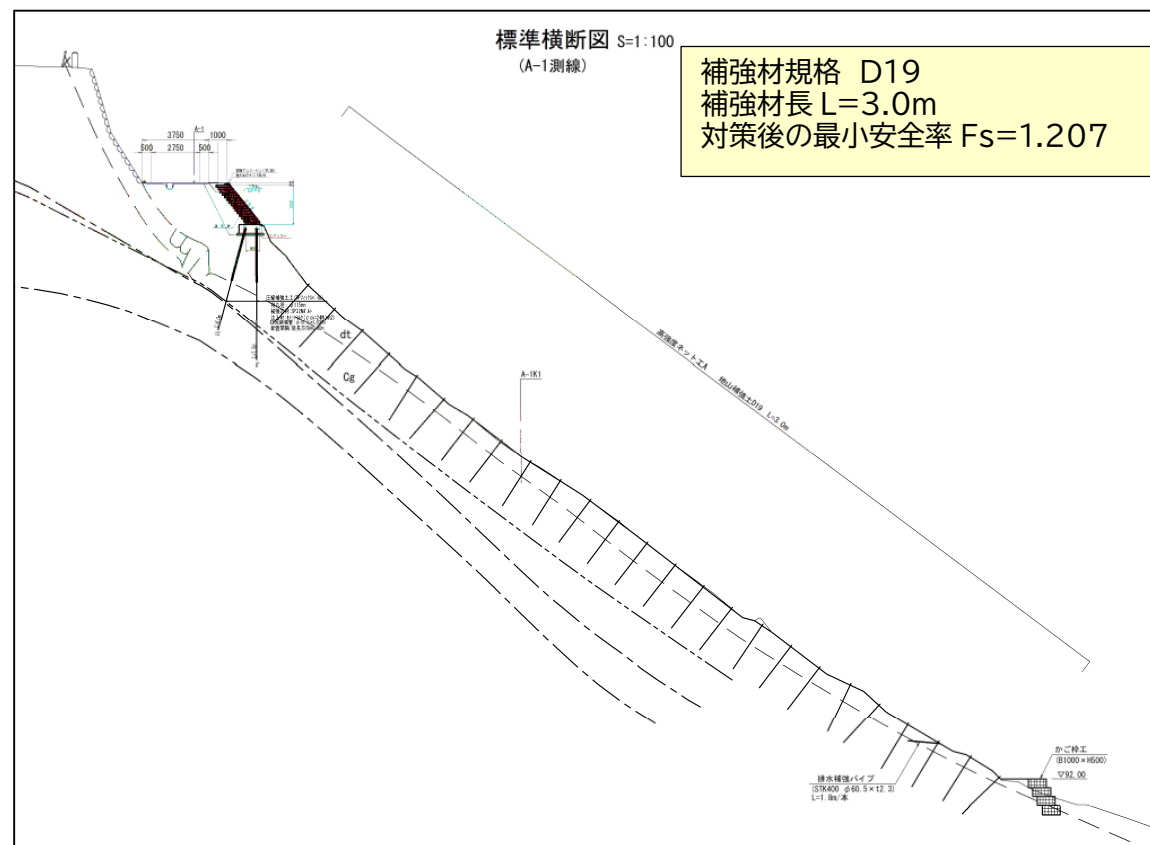 標準横断図 S=1:100
(A-1測線)
補強材規格 D19
補強材長 L=3.0m
対策後の最小安全率 Fs=1.207
A-1
3750
1000
500
2750
500
dt
Cg
A-1K1
高強度ネット工A 地山補強土D19 L=3.0m
かご枠工
(B1000×H500)
▽92.00
排水補強パイプ
(STK400 φ60.5×t2.3)
L=1.8m/本